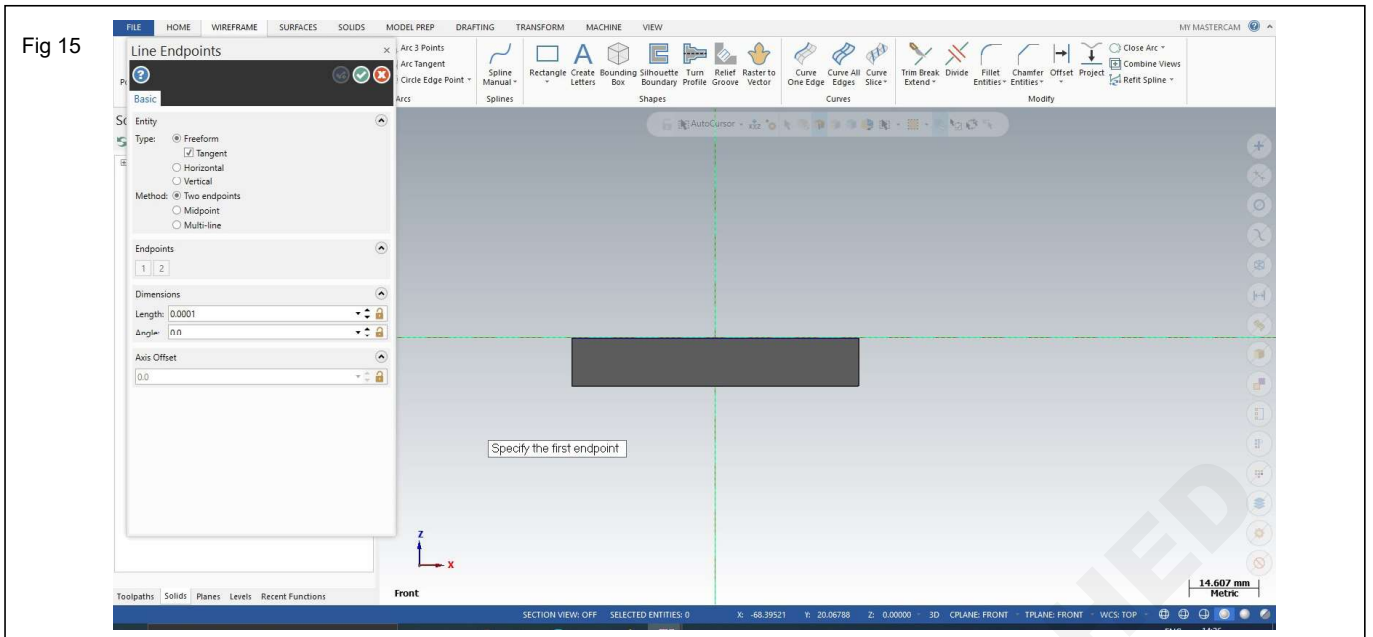 Fig 15
FILE HOME WIREFRAME SURFACES SOLIDS MODEL PREP DRAFTING TRANSFORM MACHINE VIEW MY MASTERCAM
Line Endpoints
Basic
Entity
Type: Freeform
Tangent
Horizontal
Vertical
Method: Two endpoints
Midpoint
Multi-line
Endpoints
1 2
Dimensions
Length: 0.0001
Angle: 0.0
Axis Offset
0.0
Arc 3 Points
Arc Tangent
Circle Edge Point
Arcs
Spline Manual
Splines
Rectangle Create Letters Bounding Box Silhouette Boundary Turn Profile Relief Groove Raster to Vector
Shapes
Curve One Edge Curve All Edges Curve Slice
Curves
Trim Break Extend Divide Fillet Entities Chamfer Entities Offset Project
Close Arc
Combine Views
Refit Spline
Modify
AutoCursor
Specify the first endpoint
Z
X
Front
14.607 mm
Metric
Toolpaths Solids Planes Levels Recent Functions
SECTION VIEW: OFF SELECTED ENTITIES: 0 X: -68.39521 Y: 20.06788 Z: 0.00000 3D CPLANE: FRONT TPLANE: FRONT WCS: TOP